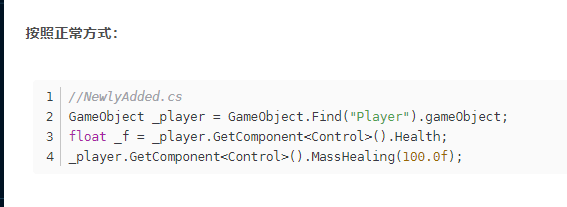 按照正常方式:
1 //NewlyAdded.cs
2 GameObject _player = GameObject.Find("Player").gameObject;
3 float _f = _player.GetComponent<Control>().Health;
4 _player.GetComponent<Control>().MassHealing(100.0f);